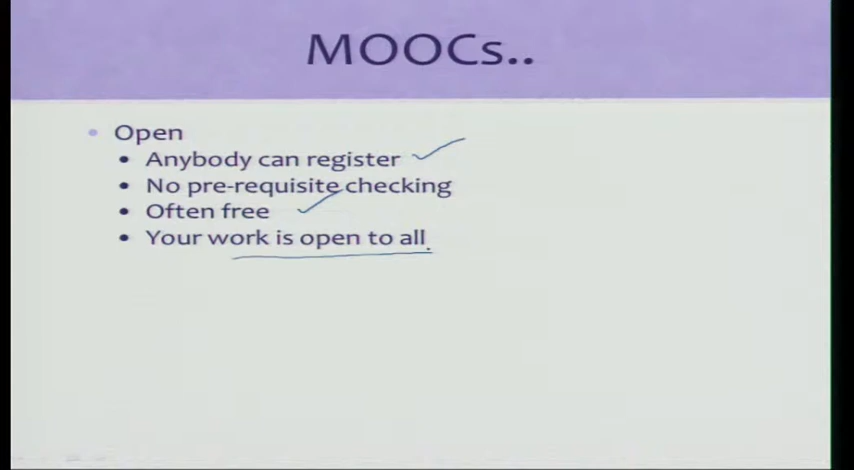 MOOCs..
Open
Anybody can register
No pre-requisite checking
Often free
Your work is open to all.